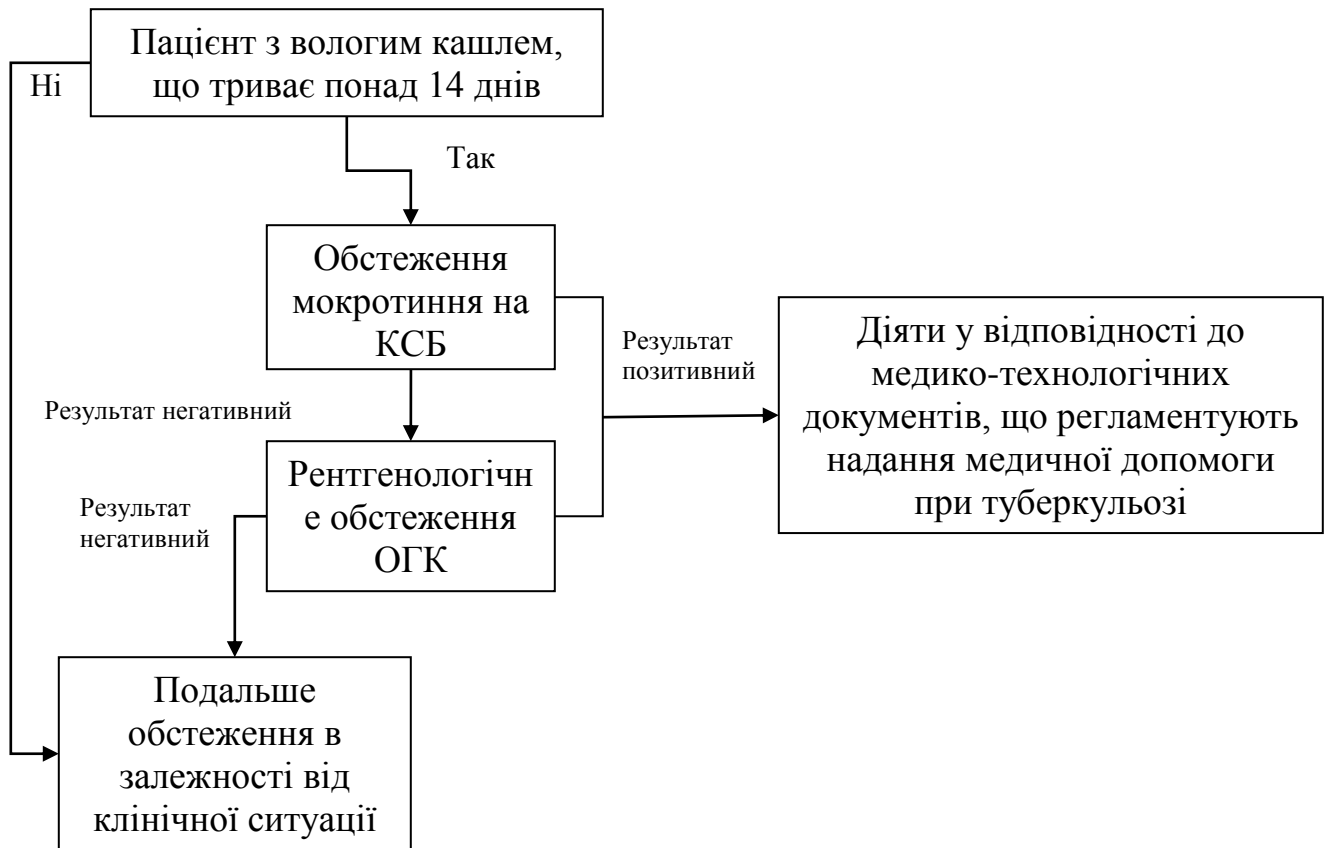 Пацієнт з вологим кашлем,
що триває понад 14 днів
Ні
Так
Обстеження
мокротиння на
КСБ
Результат
позитивний
Діяти у відповідності до
медико-технологічних
документів, що регламентують
надання медичної допомоги
при туберкульозі
Результат негативний
Рентгенологічн
е обстеження
ОГК
Результат
негативний
Подальше
обстеження в
залежності від
клінічної ситуації